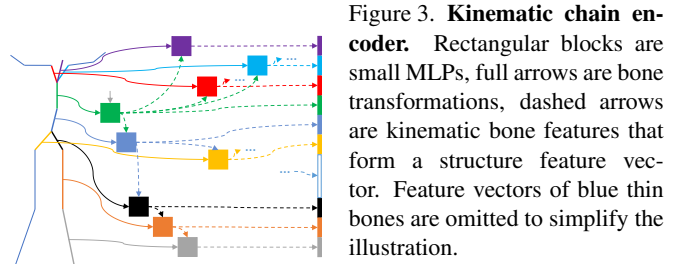 Figure 3. Kinematic chain en-
coder. Rectangular blocks are
small MLPs, full arrows are bone
transformations, dashed arrows
are kinematic bone features that
form a structure feature vec-
tor. Feature vectors of blue thin
bones are omitted to simplify the
illustration.
...
...
...
...
...